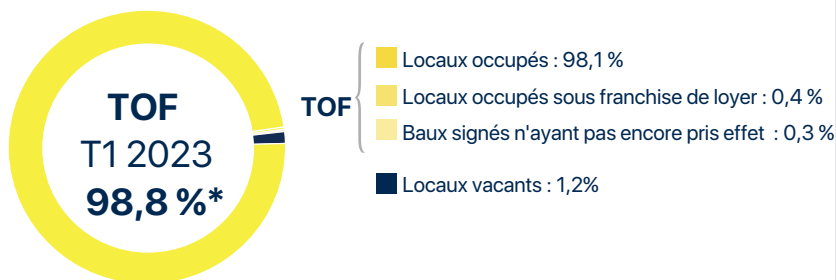 TOF
T1 2023
98,8 %*
TOF
Locaux occupés : 98,1 %
Locaux occupés sous franchise de loyer : 0,4 %
Baux signés n'ayant pas encore pris effet : 0,3 %
Locaux vacants : 1,2%